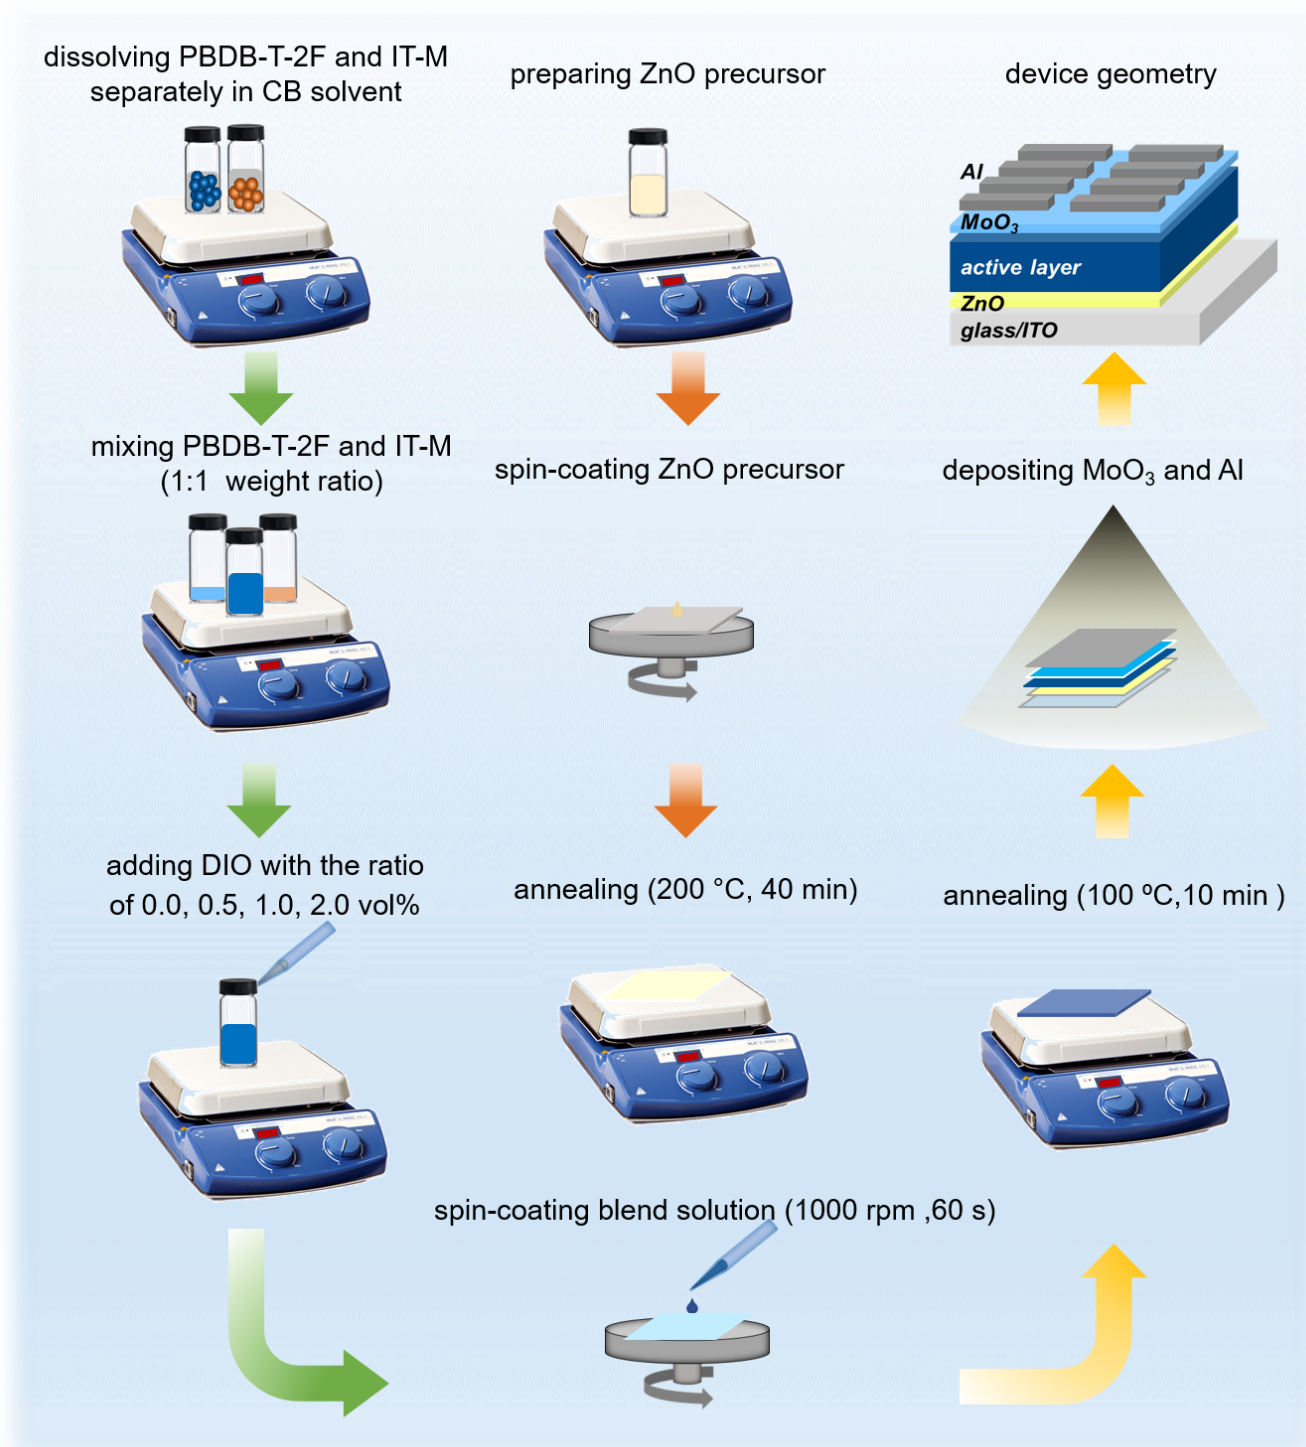 dissolving PBDB-T-2F and IT-M
separately in CB solvent
mixing PBDB-T-2F and IT-M
(1:1 weight ratio)
adding DIO with the ratio
of 0.0, 0.5, 1.0, 2.0 vol%
preparing ZnO precursor
spin-coating ZnO precursor
annealing (200 °C, 40 min)
spin-coating blend solution (1000 rpm ,60 s)
annealing (100 ºC,10 min )
depositing MoO₃ and Al
device geometry
Al
MoO₃
active layer
ZnO
glass/ITO